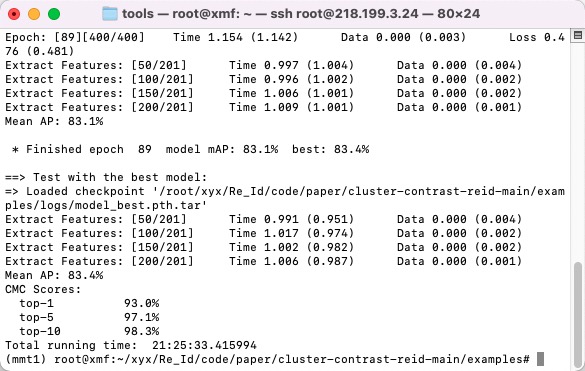 tools — root@xmf: ~ — ssh root@218.199.3.24 — 80×24
Epoch: [89][400/400]    Time 1.154 (1.142)      Data 0.000 (0.003)      Loss 0.4
76 (0.481)
Extract Features: [50/201]      Time 0.997 (1.004)      Data 0.000 (0.004)
Extract Features: [100/201]     Time 0.996 (1.002)      Data 0.000 (0.002)
Extract Features: [150/201]     Time 1.006 (1.001)      Data 0.000 (0.002)
Extract Features: [200/201]     Time 1.009 (1.001)      Data 0.000 (0.001)
Mean AP: 83.1%
* Finished epoch  89  model mAP: 83.1%  best: 83.4%
==> Test with the best model:
=> Loaded checkpoint '/root/xyx/Re_Id/code/paper/cluster-contrast-reid-main/exam
ples/logs/model_best.pth.tar'
Extract Features: [50/201]      Time 0.991 (0.951)      Data 0.000 (0.004)
Extract Features: [100/201]     Time 1.017 (0.974)      Data 0.000 (0.002)
Extract Features: [150/201]     Time 1.002 (0.982)      Data 0.000 (0.002)
Extract Features: [200/201]     Time 1.006 (0.987)      Data 0.000 (0.001)
Mean AP: 83.4%
CMC Scores:
top-1          93.0%
top-5          97.1%
top-10         98.3%
Total running time:  21:25:33.415994
(mmt1) root@xmf:~/xyx/Re_Id/code/paper/cluster-contrast-reid-main/examples#